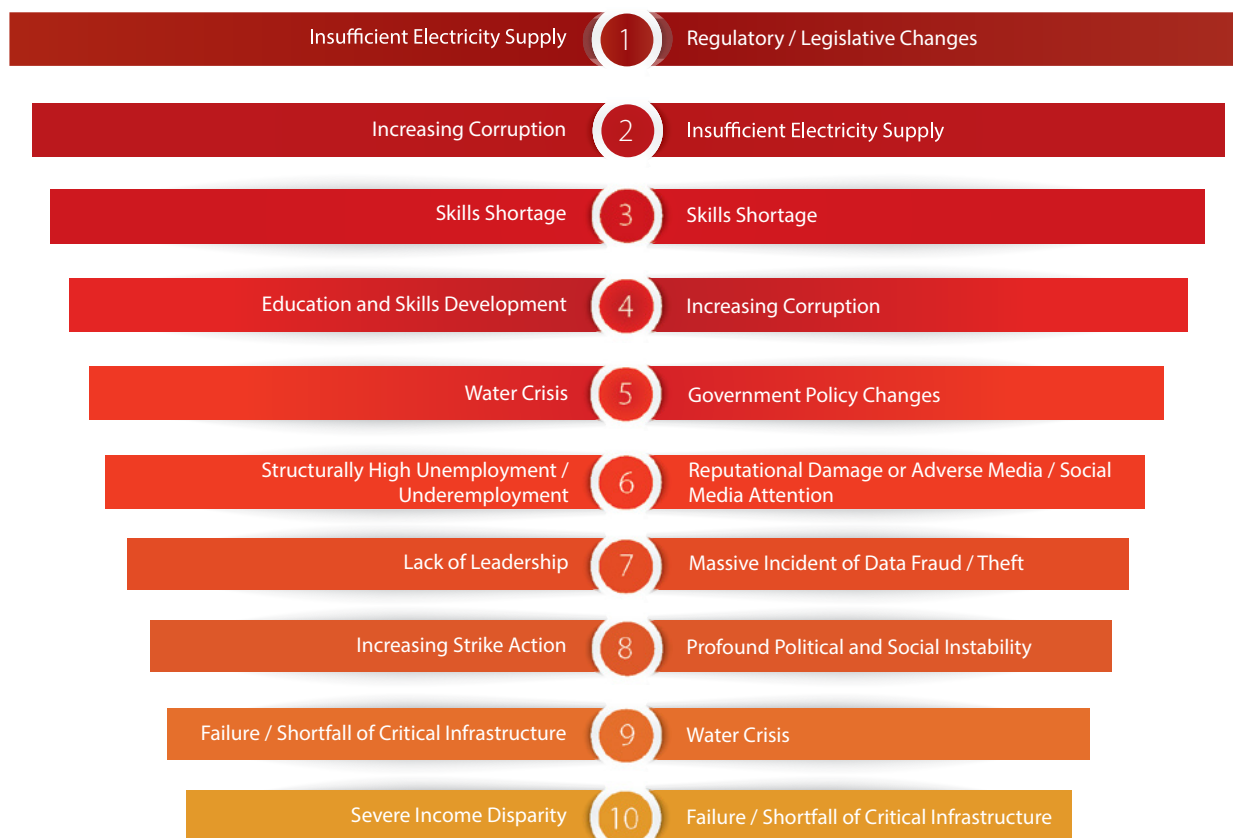 Insufficient Electricity Supply 1 Regulatory / Legislative Changes
Increasing Corruption 2 Insufficient Electricity Supply
Skills Shortage 3 Skills Shortage
Education and Skills Development 4 Increasing Corruption
Water Crisis 5 Government Policy Changes
Structurally High Unemployment /
Underemployment
6
Reputational Damage or Adverse Media / Social
Media Attention
Lack of Leadership 7 Massive Incident of Data Fraud / Theft
Increasing Strike Action 8 Profound Political and Social Instability
Failure / Shortfall of Critical Infrastructure 9 Water Crisis
Severe Income Disparity 10 Failure / Shortfall of Critical Infrastructure